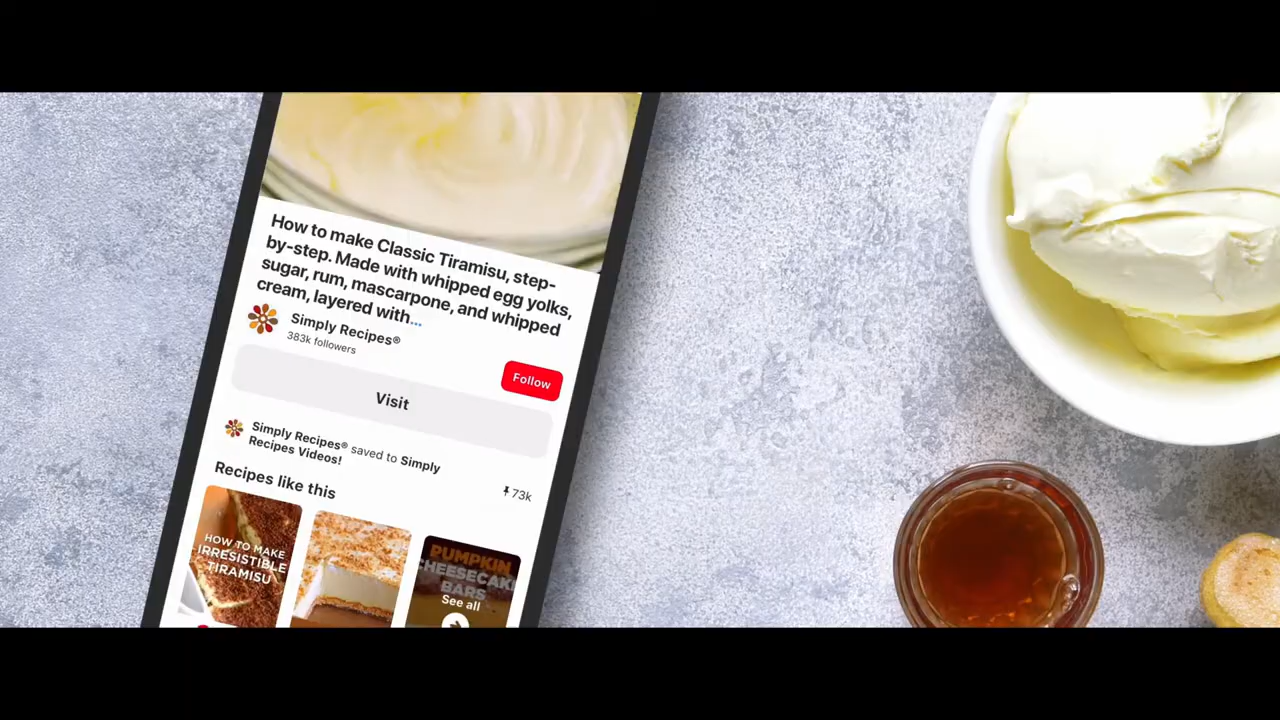 How to make Classic Tiramisu, step-
by-step. Made with whipped egg yolks,
sugar, rum, mascarpone, and whipped
cream, layered with...
Simply Recipes®
383k followers
Follow
Visit
Simply Recipes® saved to Simply
Recipes Videos!
73k
Recipes like this
HOW TO MAKE
IRRESISTIBLE
TIRAMISU
PUMPKIN
CHEESECAKE
BARS
See all